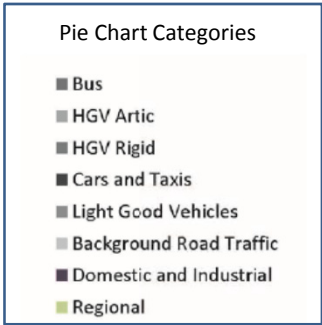 Pie Chart Categories
Bus
HGV Artic
HGV Rigid
Cars and Taxis
Light Good Vehicles
Background Road Traffic
Domestic and Industrial
Regional